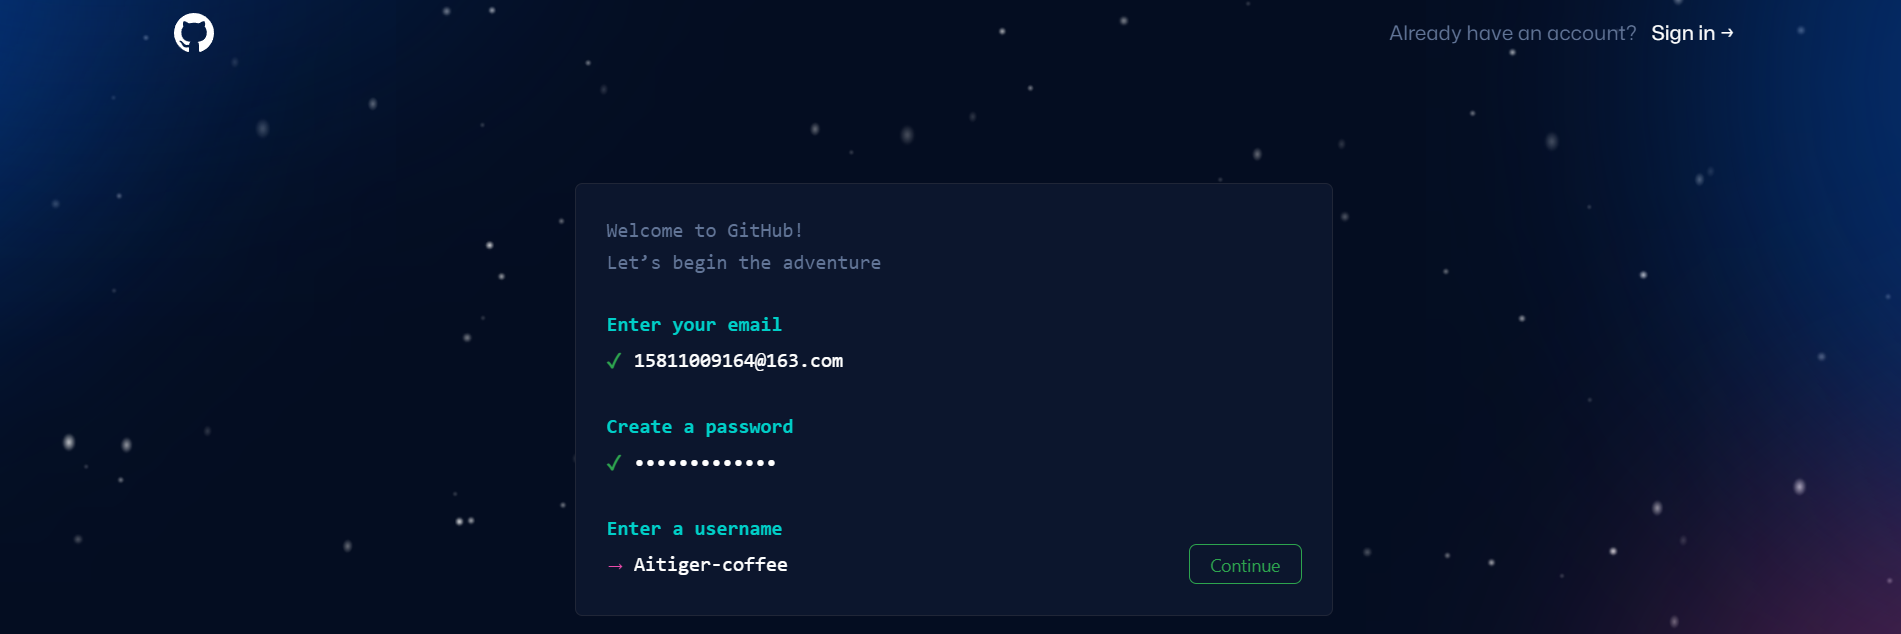 Already have an account? Sign in →
Welcome to GitHub!
Let’s begin the adventure
Enter your email
✓ 15811009164@163.com
Create a password
✓ •••••••••••••
Enter a username
→ Aitiger-coffee
Continue